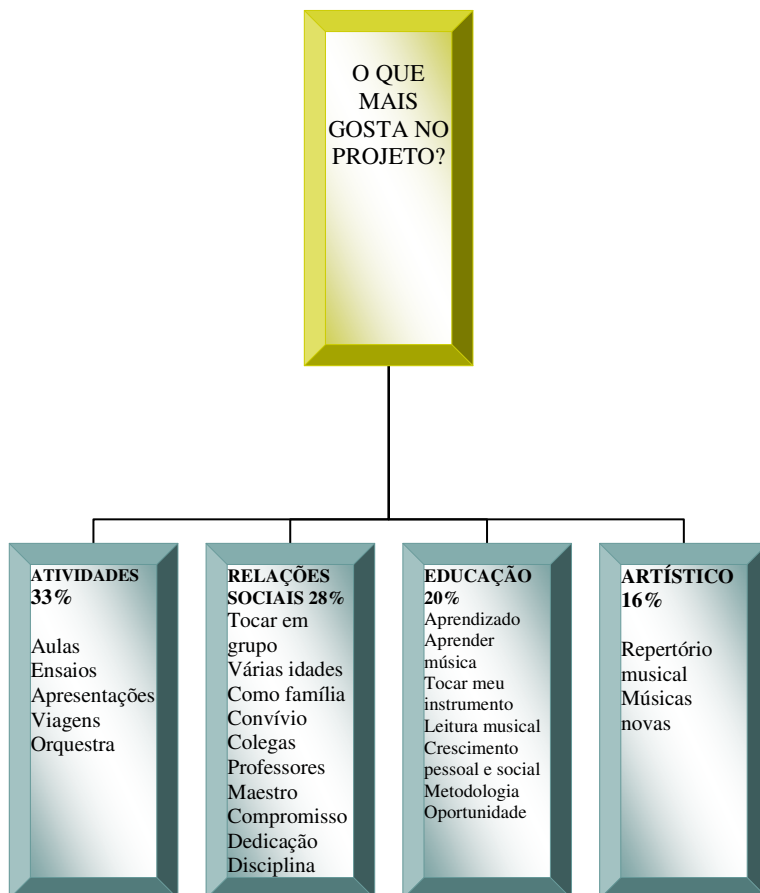 O QUE
MAIS
GOSTA NO
PROJETO?
ATIVIDADES
33%
Aulas
Ensaios
Apresentações
Viagens
Orquestra
RELAÇÕES
SOCIAIS 28%
Tocar em
grupo
Várias idades
Como família
Convívio
Colegas
Professores
Maestro
Compromisso
Dedicação
Disciplina
EDUCAÇÃO
20%
Aprendizado
Aprender
música
Tocar meu
instrumento
Leitura musical
Crescimento
pessoal e social
Metodologia
Oportunidade
ARTÍSTICO
16%
Repertório
musical
Músicas
novas